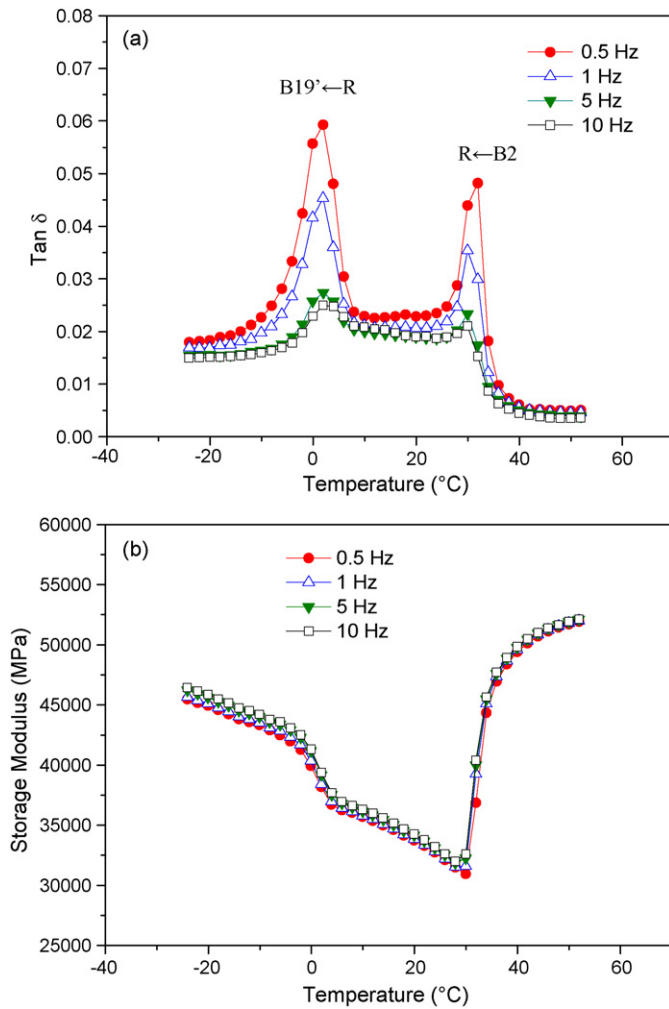 (a)
0.5 Hz
1 Hz
5 Hz
10 Hz
B19’←R
R←B2
Tan δ
0.08
0.07
0.06
0.05
0.04
0.03
0.02
0.01
0.00
-40
-20
0
20
40
60
Temperature (°C)
(b)
0.5 Hz
1 Hz
5 Hz
10 Hz
Storage Modulus (MPa)
60000
55000
50000
45000
40000
35000
30000
25000
-40
-20
0
20
40
60
Temperature (°C)